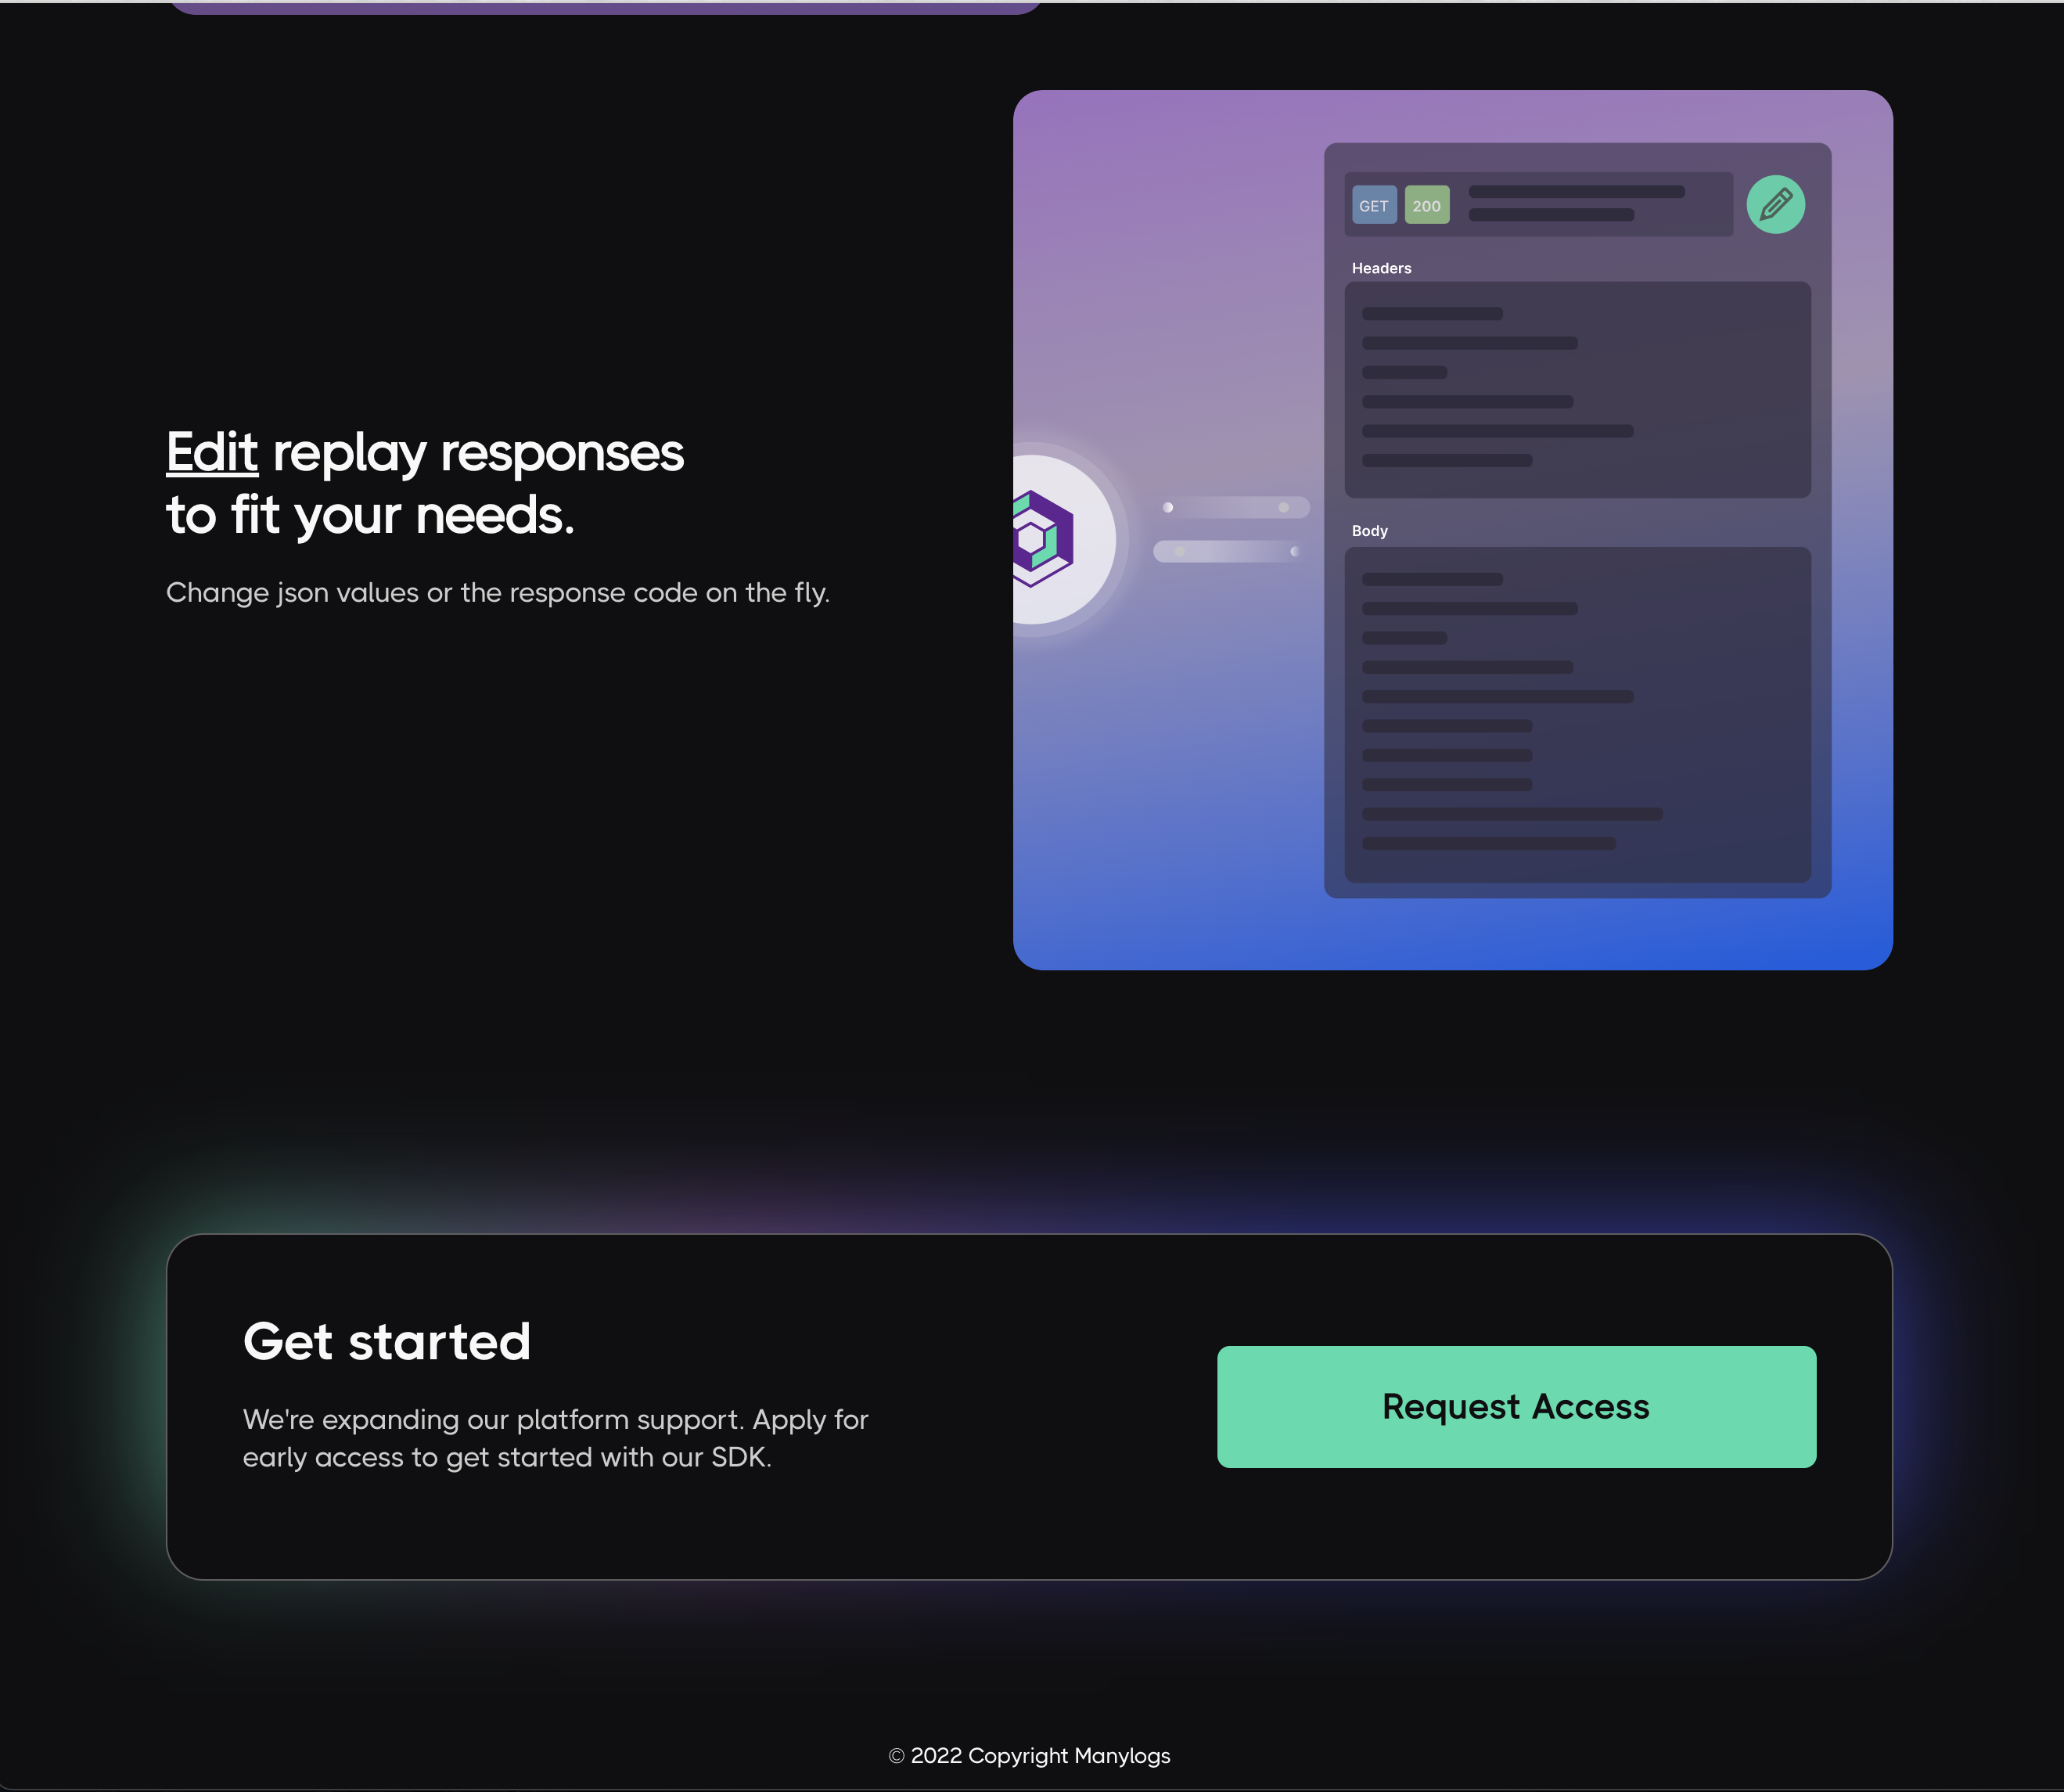 Edit replay responses
to fit your needs.
Change json values or the response code on the fly.
GET 200
Headers
Body
Get started
We're expanding our platform support. Apply for
early access to get started with our SDK.
Request Access
© 2022 Copyright Manylogs